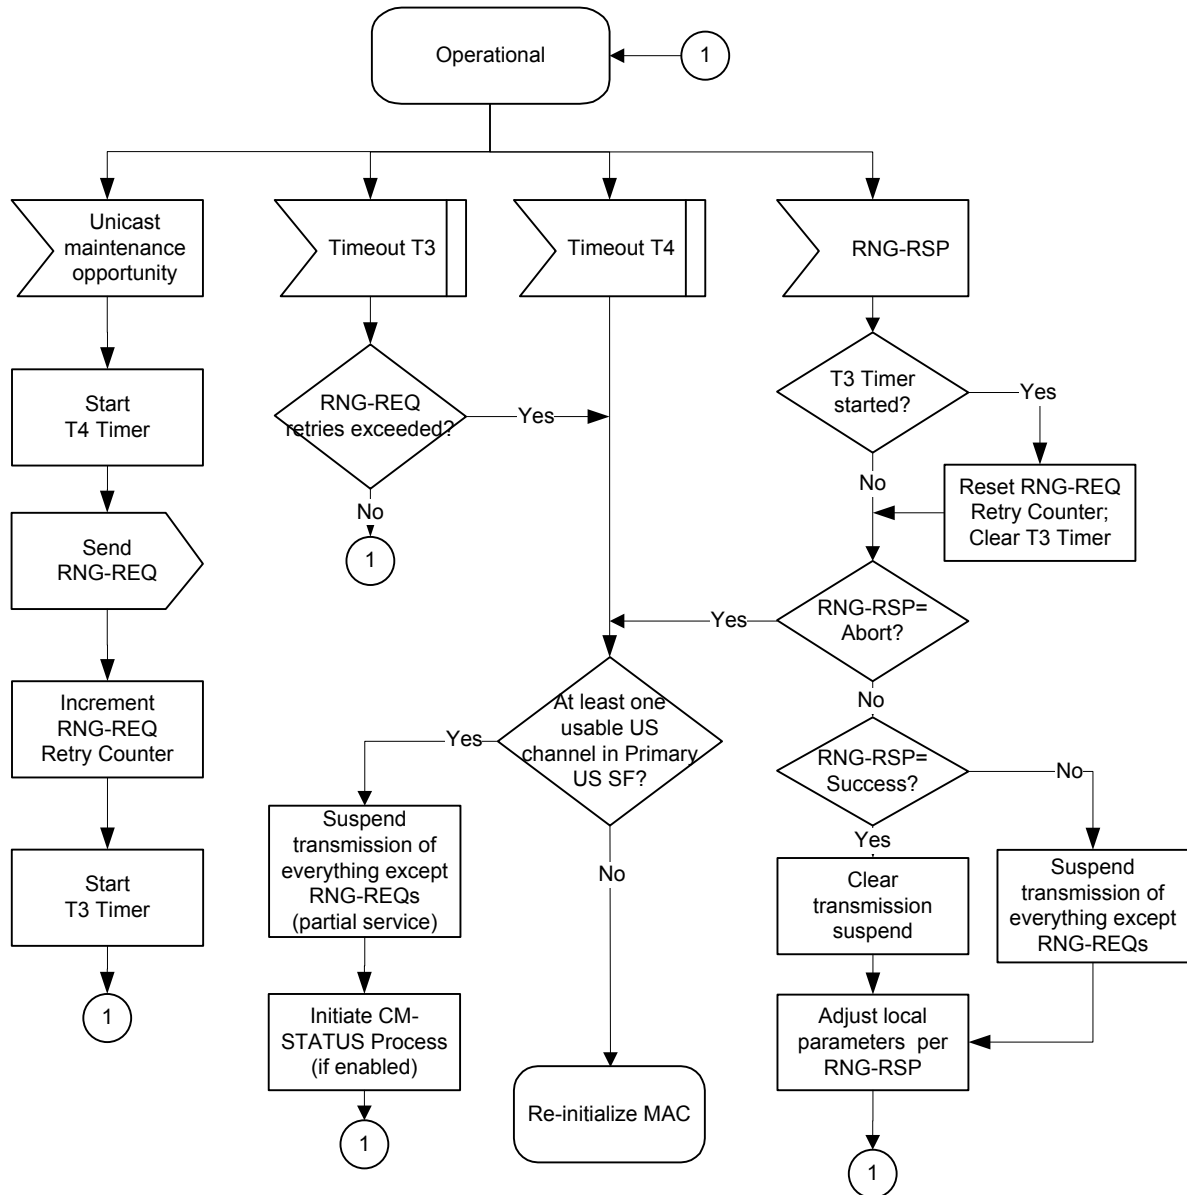 Operational
1
Unicast
maintenance
opportunity
Timeout T3
Timeout T4
RNG-RSP
Start
T4 Timer
RNG-REQ
retries exceeded?
Yes
No
1
T3 Timer
started?
Yes
No
Reset RNG-REQ
Retry Counter;
Clear T3 Timer
Send
RNG-REQ
RNG-RSP=
Abort?
Yes
No
Increment
RNG-REQ
Retry Counter
At least one
usable US
channel in Primary
US SF?
Yes
No
RNG-RSP=
Success?
No
Yes
Start
T3 Timer
1
Suspend
transmission of
everything except
RNG-REQs
(partial service)
Clear
transmission
suspend
Suspend
transmission of
everything except
RNG-REQs
Initiate CM-
STATUS Process
(if enabled)
1
Re-initialize MAC
Adjust local
parameters per
RNG-RSP
1